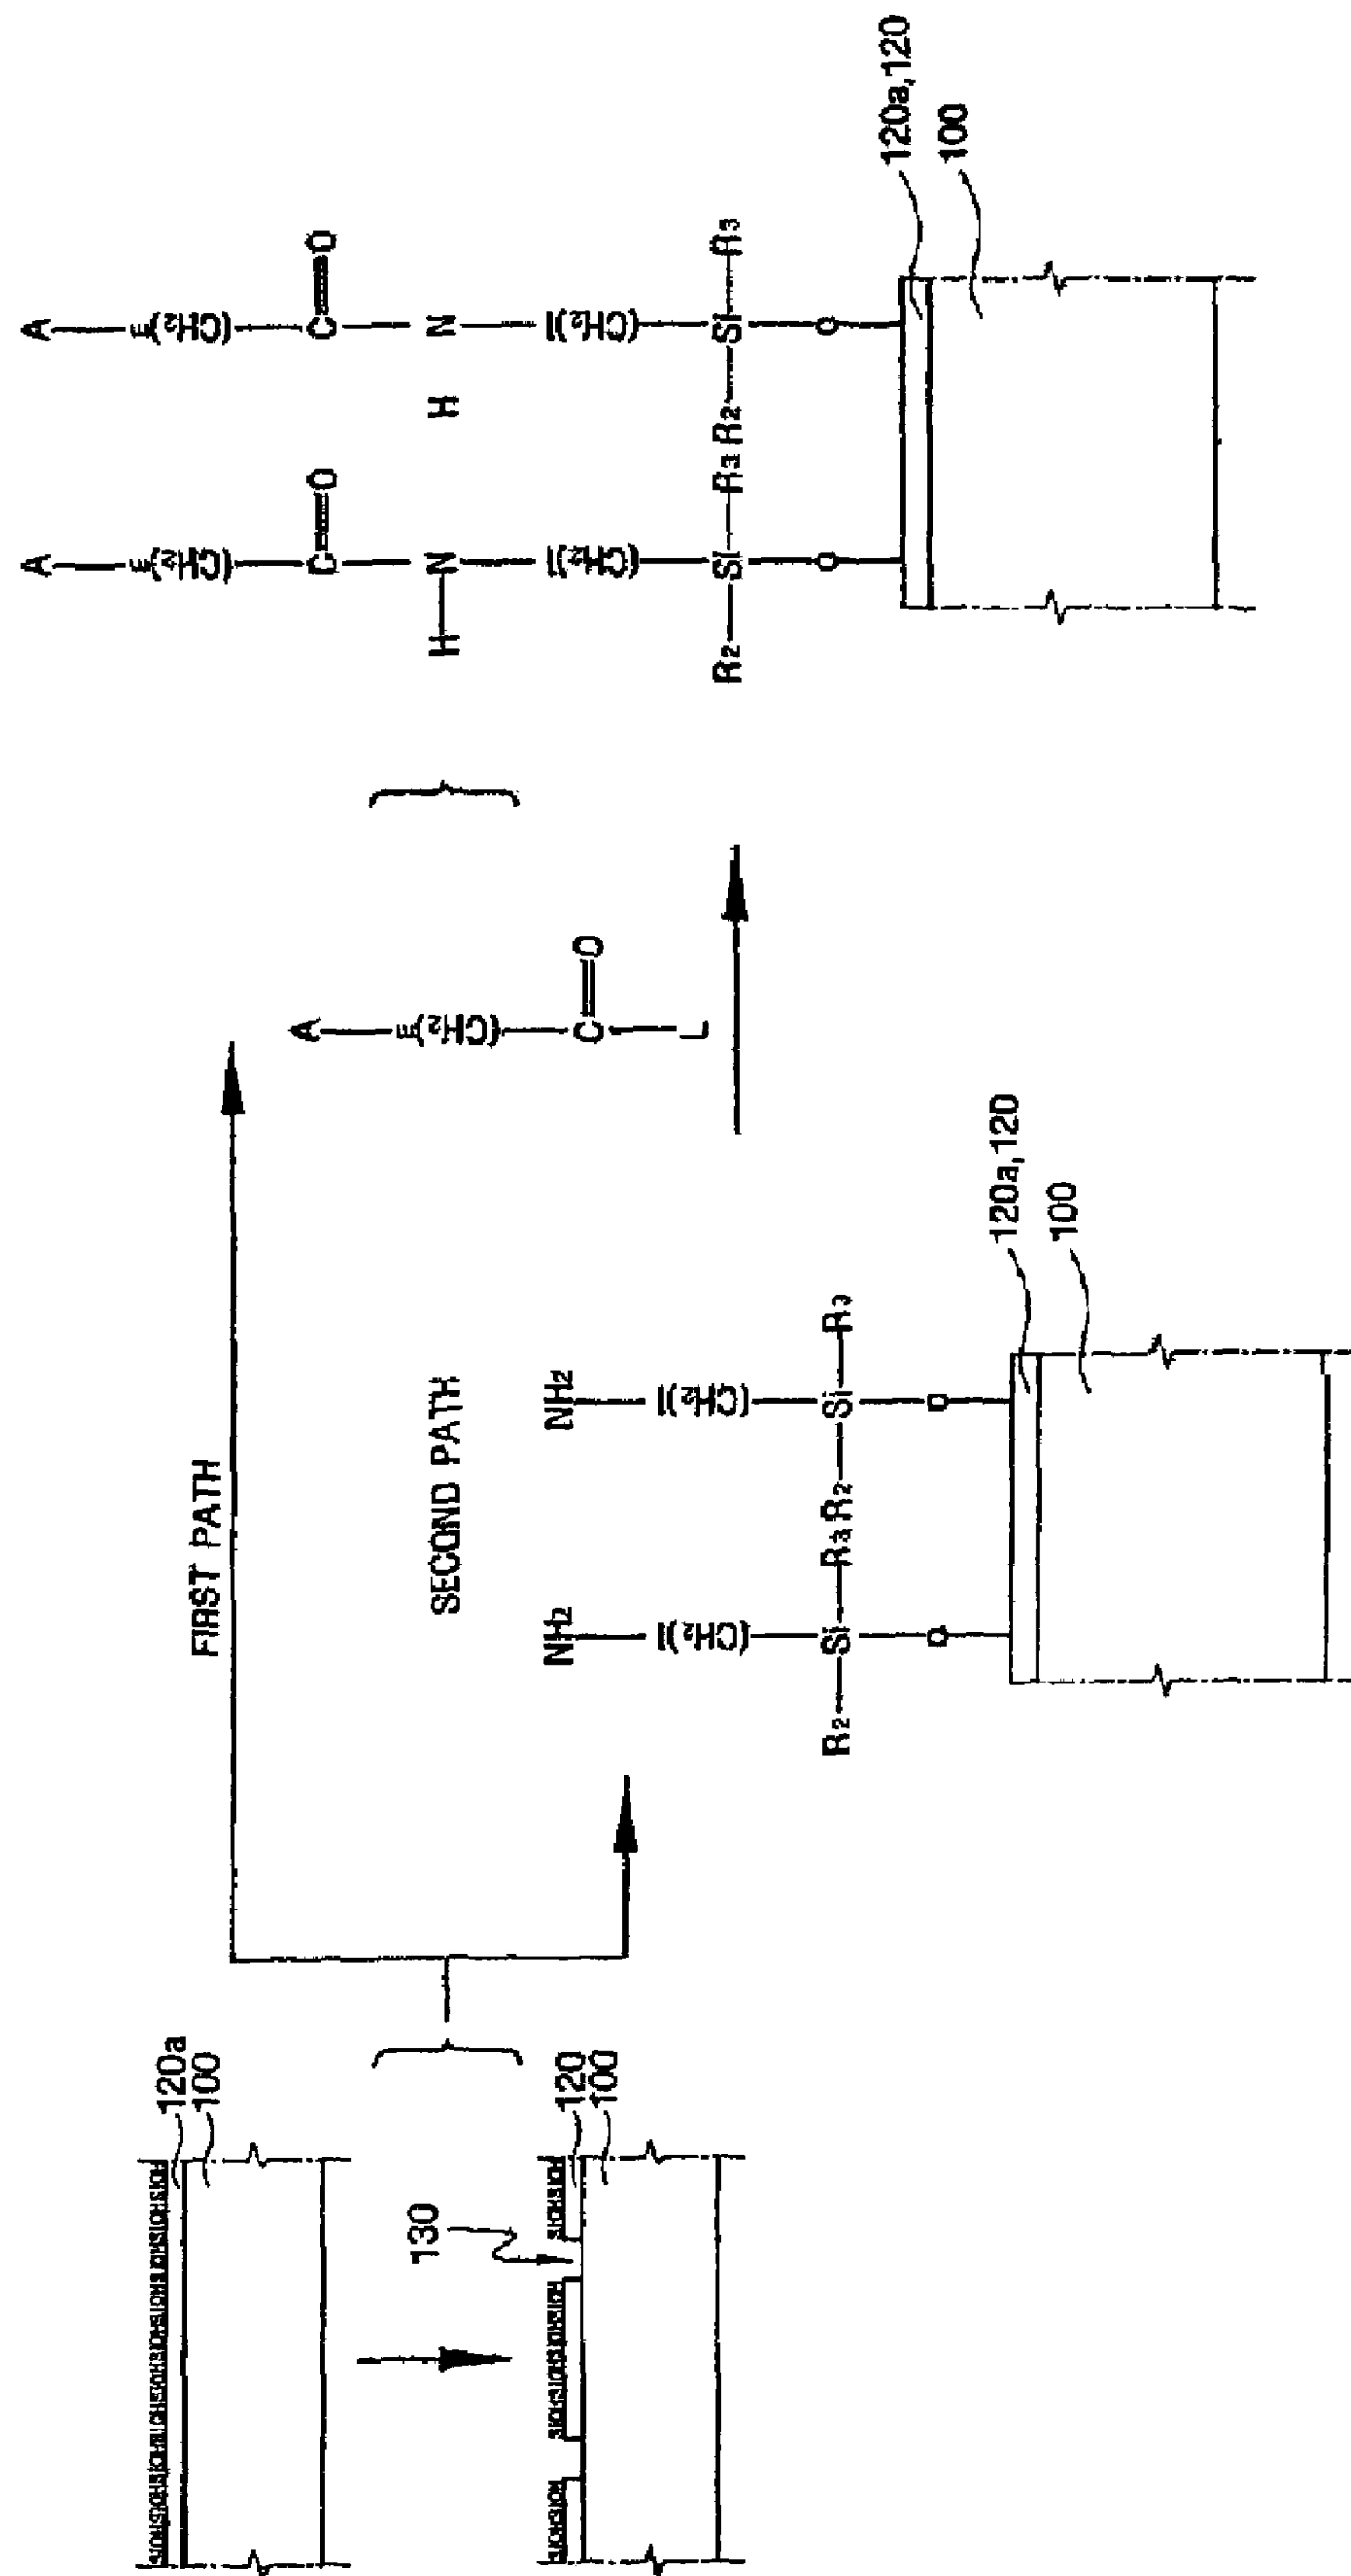 120a
100
130
120
100
FIRST PATH
SECOND PATH
NH2
NH2
(CH2)l
(CH2)l
R2 Si R3 R2 Si R3
O
O
120a, 120
100
A
(CH2)E
C O
L
A
A
(CH2)E
(CH2)E
C O
C O
H N
H N
(CH2)l
(CH2)l
R2 Si R3 R2 Si R3
O
O
120a, 120
100